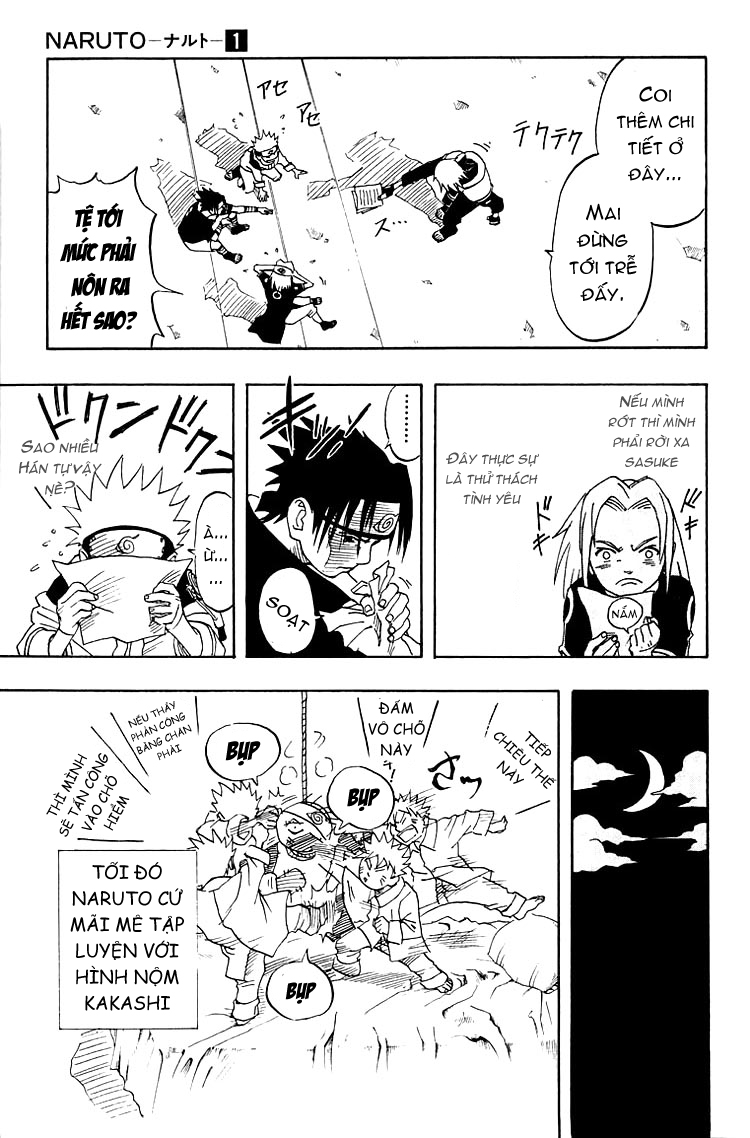 NARUTO—ナルト—1
COI
THÊM CHI
TIẾT Ở
ĐÂY...
MAI
ĐỪNG
TỚI TRỄ
ĐẤY.
テクテク
アセ
アセ
ス…
TỆ TỚI
MỨC PHẢI
NÔN RA
HẾT SAO?
NẾU MÌNH
RỚT THÌ MÌNH
PHẢI RỜI XA
SASUKE
ĐÂY THỰC SỰ
LÀ THỬ THÁCH
TÌNH YÊU
ドキ
ドキ
NẮM
………
SOẠT
ドクンドクン
SAO NHIỀU
HÁN TỰ VẬY
NÈ?
À...
Ừ...
...
TIẾP
CHIÊU THẾ
NÀY
ĐẤM
VÔ CHỖ
NÀY
NẾU THẦY
PHẢN CÔNG
BẰNG CHÂN
PHẢI
THÌ MÌNH
SẼ TẤN CÔNG
VÀO CHỖ
HIỂM
BỤP
BỤP
BỤP
TỐI ĐÓ
NARUTO CỨ
MÃI MÊ TẬP
LUYỆN VỚI
HÌNH NỘM
KAKASHI